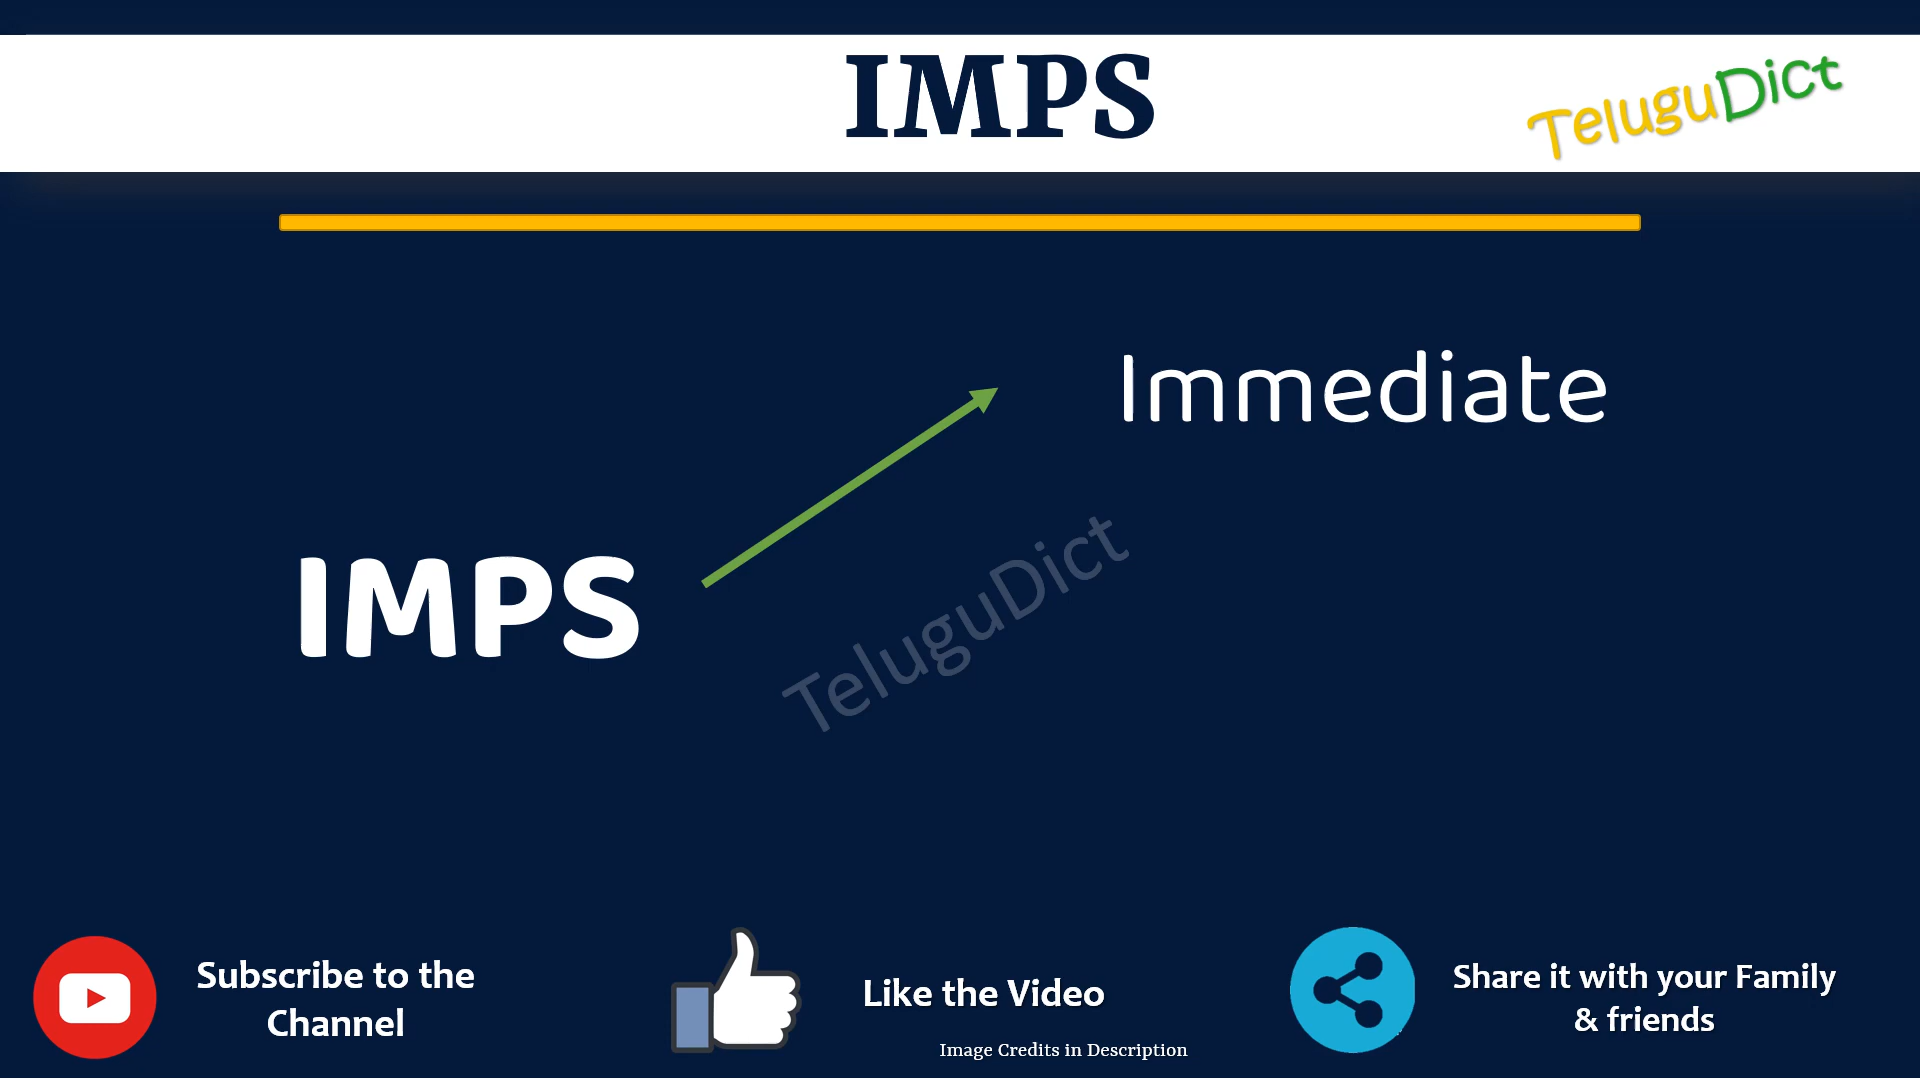 IMPS
TeluguDict
Immediate
IMPS
TeluguDict
Subscribe to the
Channel
Like the Video
Share it with your Family
& friends
Image Credits in Description